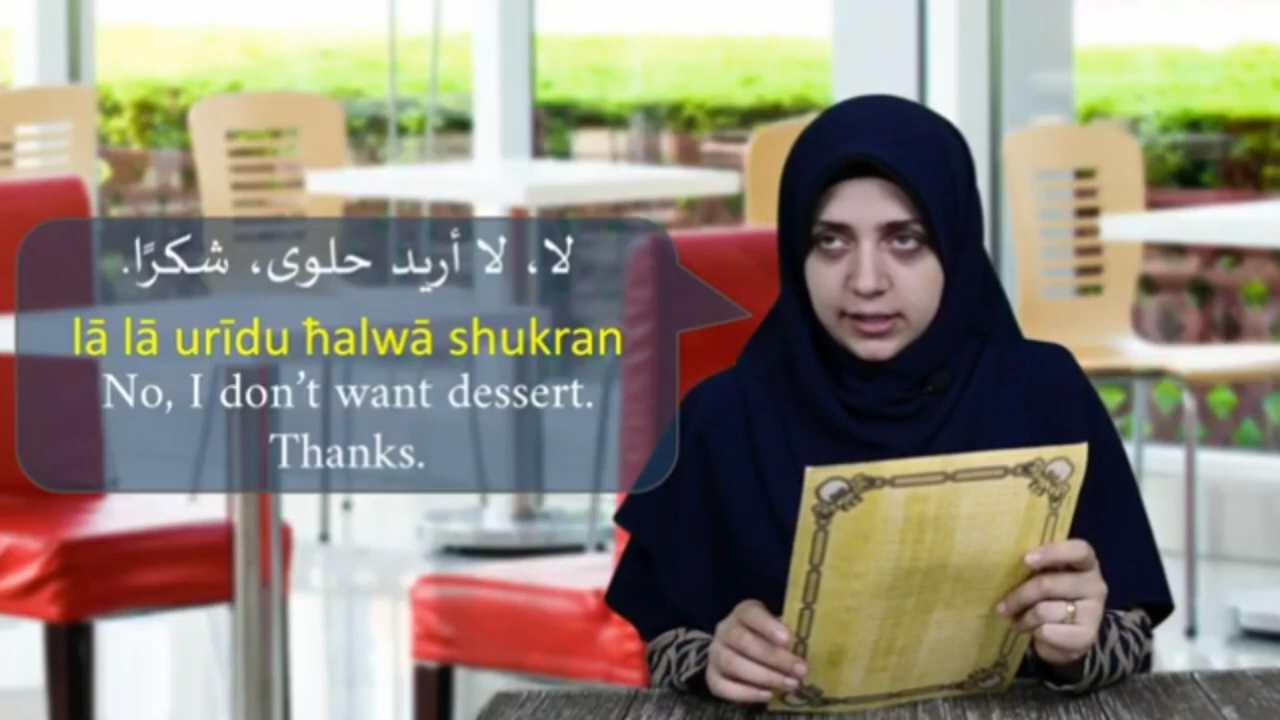 لا، لا أريد حلوى، شكرًا.
lā lā urīdu ħalwā shukran
No, I don’t want dessert.
Thanks.